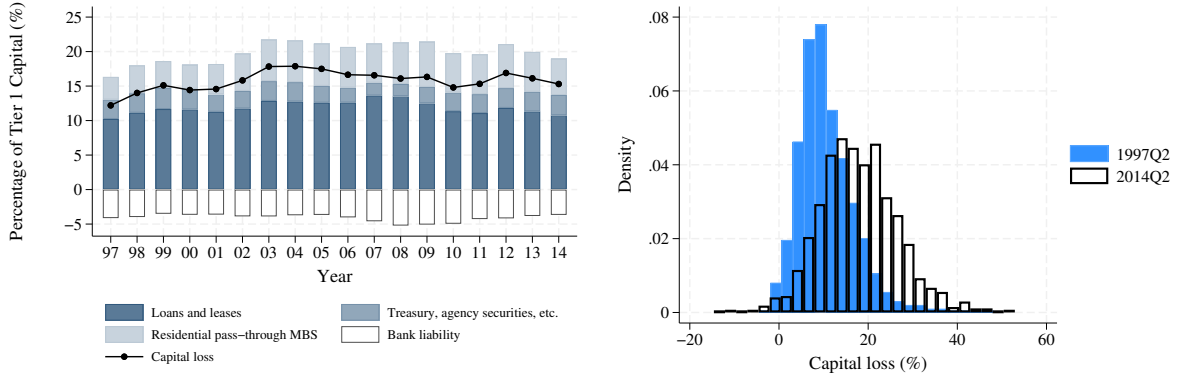 Percentage of Tier 1 Capital (%)
25
20
15
10
5
0
−5
97 98 99 00 01 02 03 04 05 06 07 08 09 10 11 12 13 14
Year
Loans and leases
Treasury, agency securities, etc.
Residential pass−through MBS
Bank liability
Capital loss
Density
.08
.06
.04
.02
0
−20 0 20 40 60
Capital loss (%)
1997Q2
2014Q2